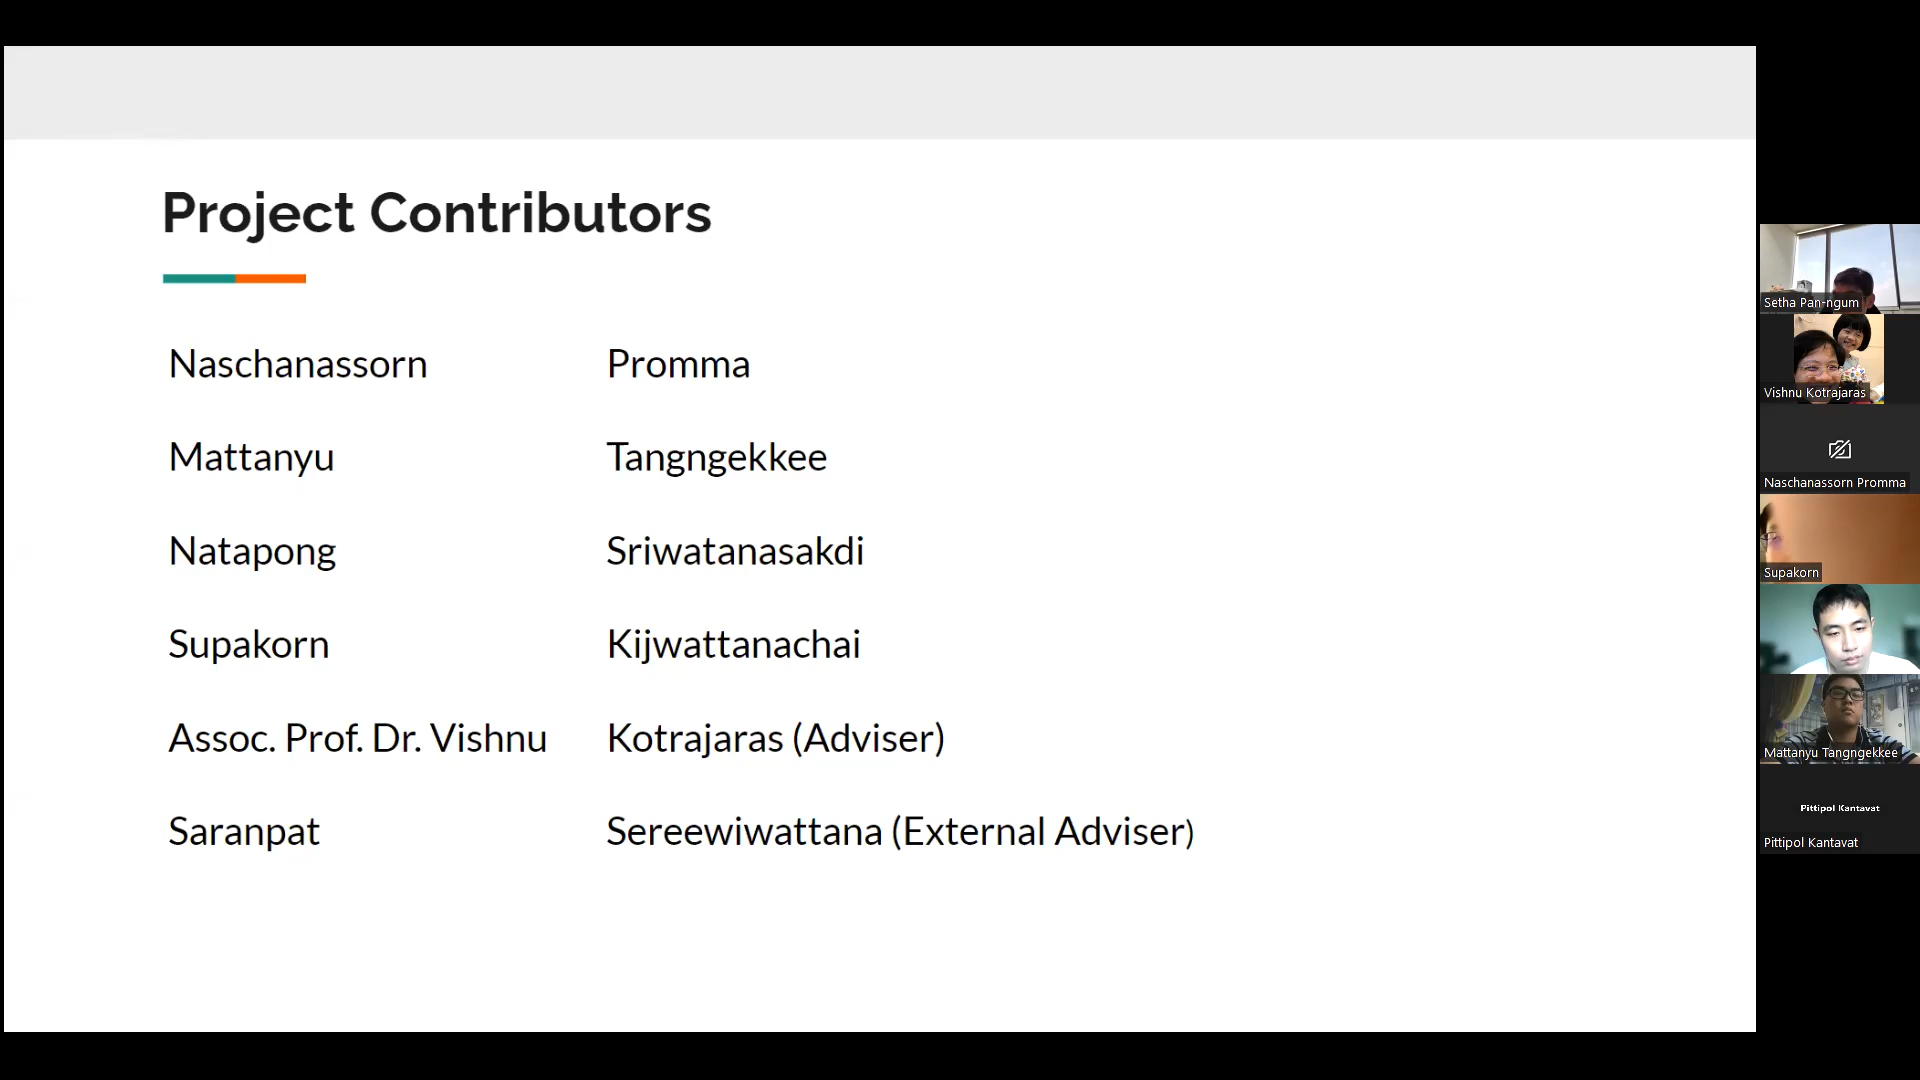 Project Contributors
Naschanassorn Promma
Mattanyu Tangngekkee
Natapong Sriwatanasakdi
Supakorn Kijwattanachai
Assoc. Prof. Dr. Vishnu Kotrajaras (Adviser)
Saranpat Sereewiwattana (External Adviser)
Setha Pan-ngum
Vishnu Kotrajaras
Naschanassorn Promma
Supakorn
Mattanyu Tangngekkee
Pittipol Kantavat
Pittipol Kantavat